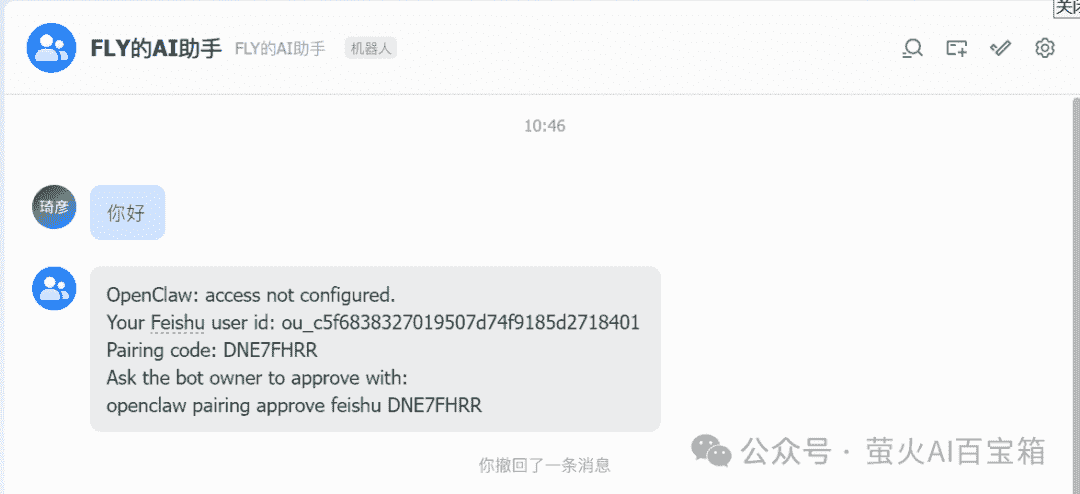 关闭
FLY的AI助手 FLY的AI助手 机器人
10:46
琦彦 你好
OpenClaw: access not configured.
Your Feishu user id: ou_c5f6838327019507d74f9185d2718401
Pairing code: DNE7FHRR
Ask the bot owner to approve with:
openclaw pairing approve feishu DNE7FHRR
你撤回了一条消息
公众号 · 萤火AI百宝箱